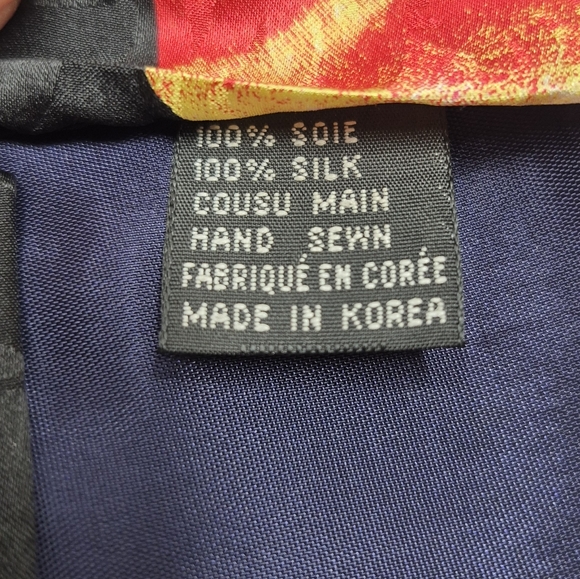 100% SOIE
100% SILK
COUSU MAIN
HAND SEWN
FABRIQUÉ EN CORÉE
MADE IN KOREA